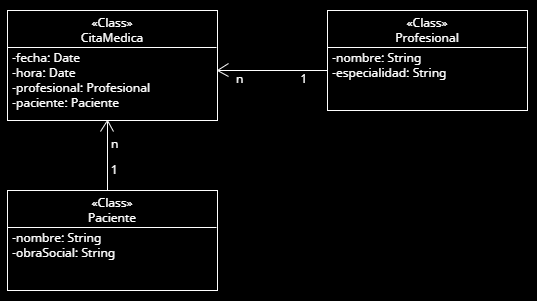 «Class»
CitaMedica
-fecha: Date
-hora: Date
-profesional: Profesional
-paciente: Paciente
«Class»
Profesional
-nombre: String
-especialidad: String
n
1
n
1
«Class»
Paciente
-nombre: String
-obraSocial: String